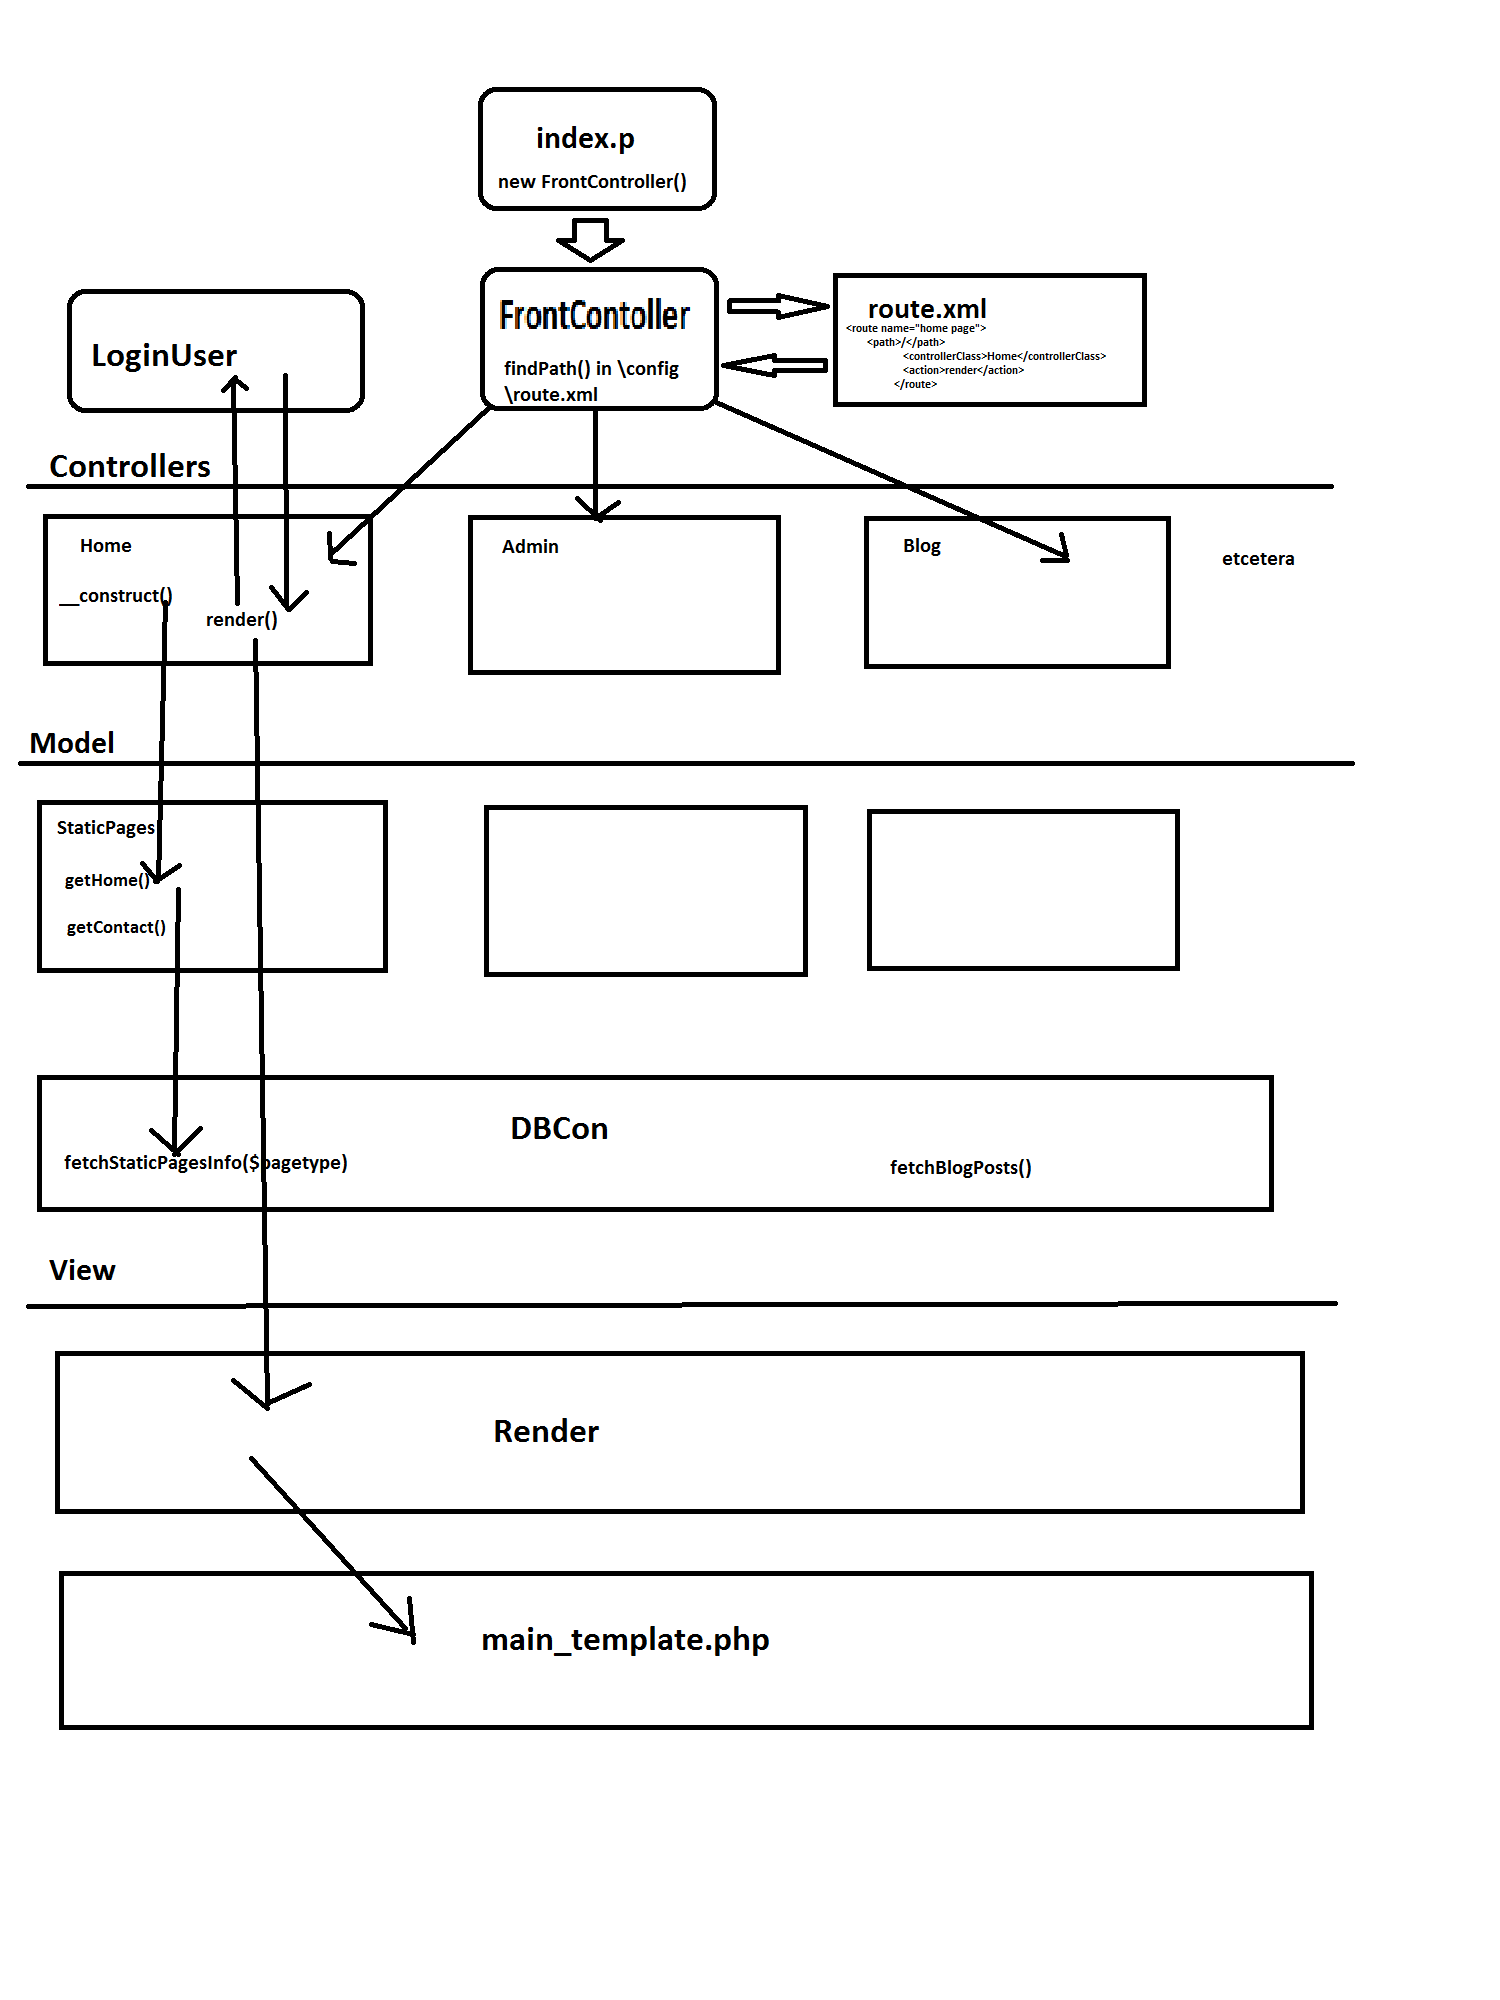 index.p
new FrontController()
FrontContoller
findPath() in \config
\route.xml
route.xml
<route name="home page">
<path>/</path>
<controllerClass>Home</controllerClass>
<action>render</action>
</route>
LoginUser
Controllers
Home
__construct()
render()
Admin
Blog
etcetera
Model
StaticPages
getHome()
getContact()
DBCon
fetchStaticPagesInfo($pagetype)
fetchBlogPosts()
View
Render
main_template.php